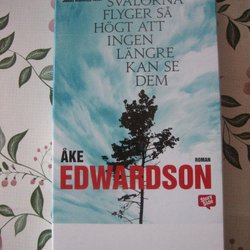 SVALORNA
FLYGER SÅ
HÖGT ATT
INGEN
LÄNGRE
KAN SE
DEM
ÅKE
ROMAN
EDWARDSON